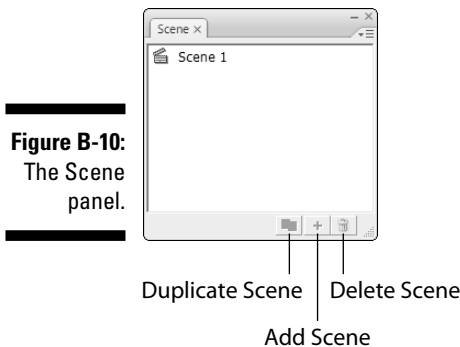 Scene ×
Scene 1
Figure B-10:
The Scene
panel.
Duplicate Scene
Delete Scene
Add Scene